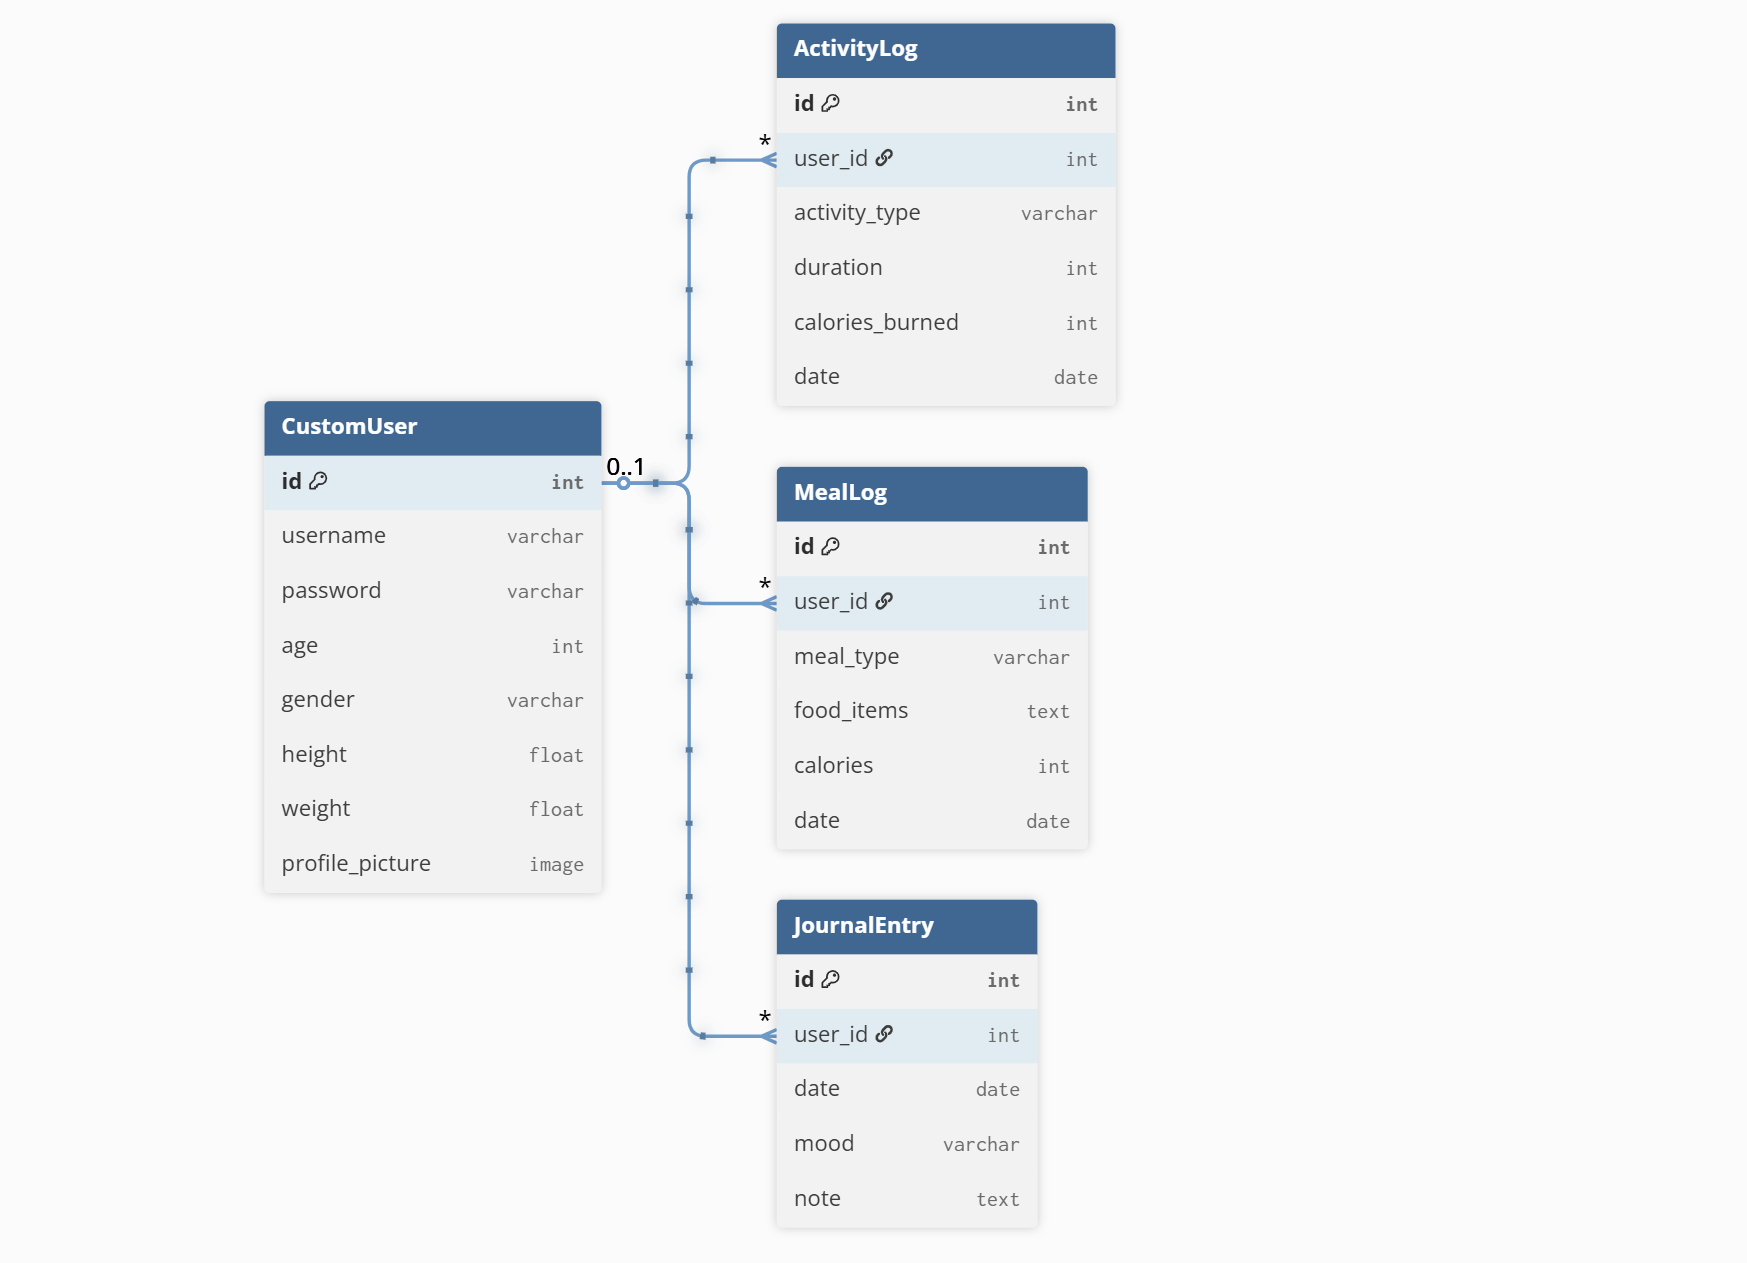 ActivityLog
id int
* user_id int
activity_type varchar
duration int
calories_burned int
date date
CustomUser
id int 0..1
username varchar
password varchar
age int
gender varchar
height float
weight float
profile_picture image
MealLog
id int
* user_id int
meal_type varchar
food_items text
calories int
date date
JournalEntry
id int
* user_id int
date date
mood varchar
note text